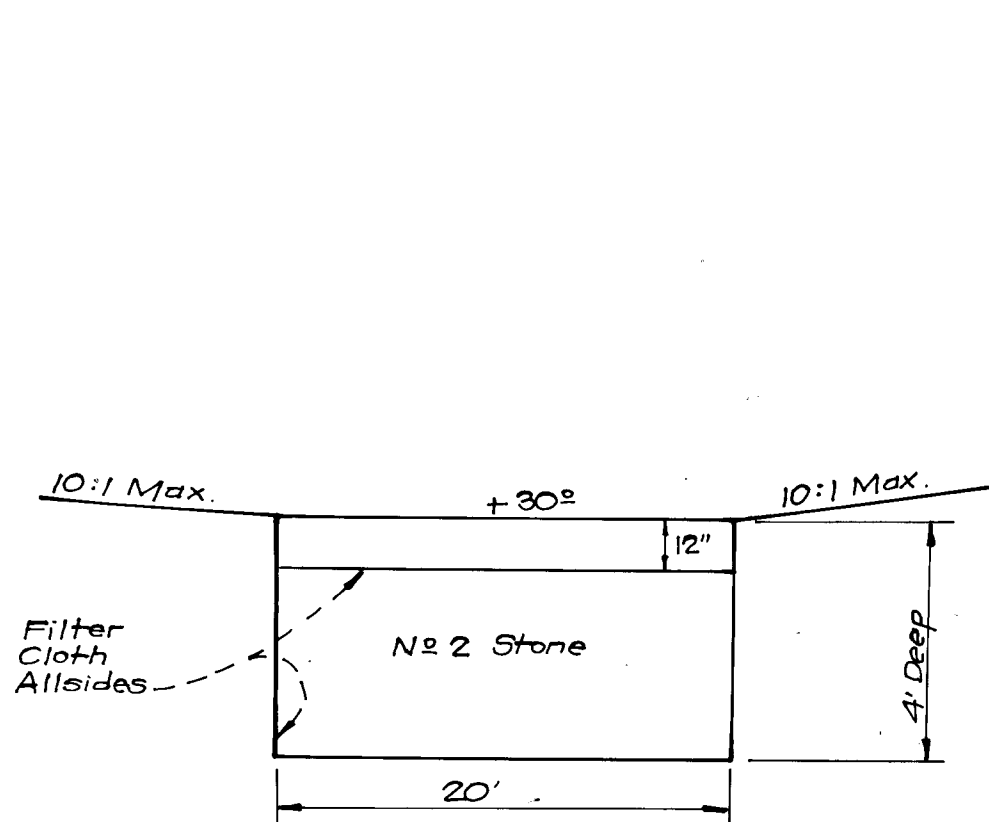 10:1 Max.
+ 30º
10:1 Max.
12"
Filter
Cloth
Allsides
Nº 2 Stone
4' Deep
20'